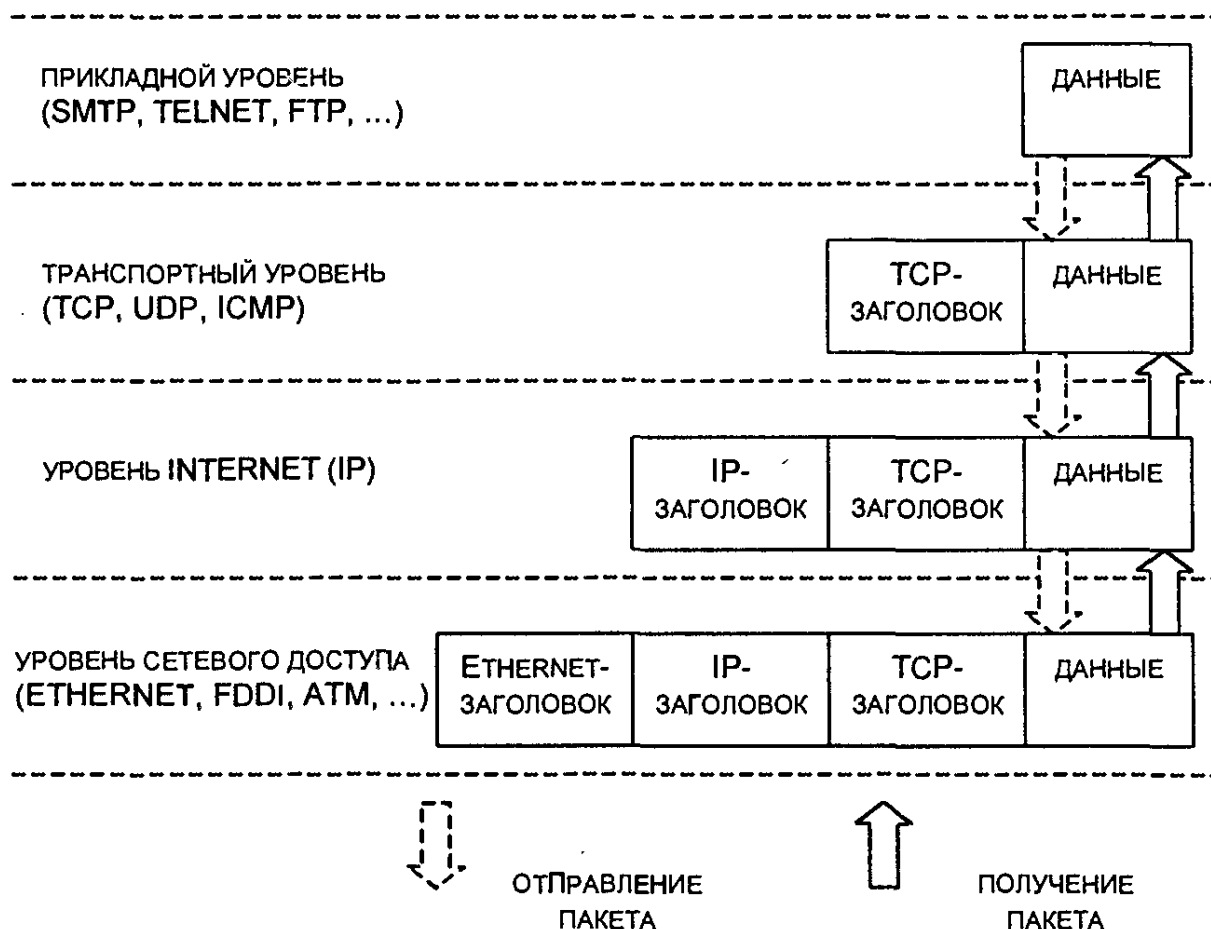 ПРИКЛАДНОЙ УРОВЕНЬ
(SMTP, TELNET, FTP, ...)
ДАННЫЕ
ТРАНСПОРТНЫЙ УРОВЕНЬ
(TCP, UDP, ICMP)
TCP-
ЗАГОЛОВОК
ДАННЫЕ
УРОВЕНЬ INTERNET (IP)
IP-
ЗАГОЛОВОК
TCP-
ЗАГОЛОВОК
ДАННЫЕ
УРОВЕНЬ СЕТЕВОГО ДОСТУПА
(ETHERNET, FDDI, ATM, ...)
ETHERNET-
ЗАГОЛОВОК
IP-
ЗАГОЛОВОК
TCP-
ЗАГОЛОВОК
ДАННЫЕ
ОТПРАВЛЕНИЕ
ПАКЕТА
ПОЛУЧЕНИЕ
ПАКЕТА